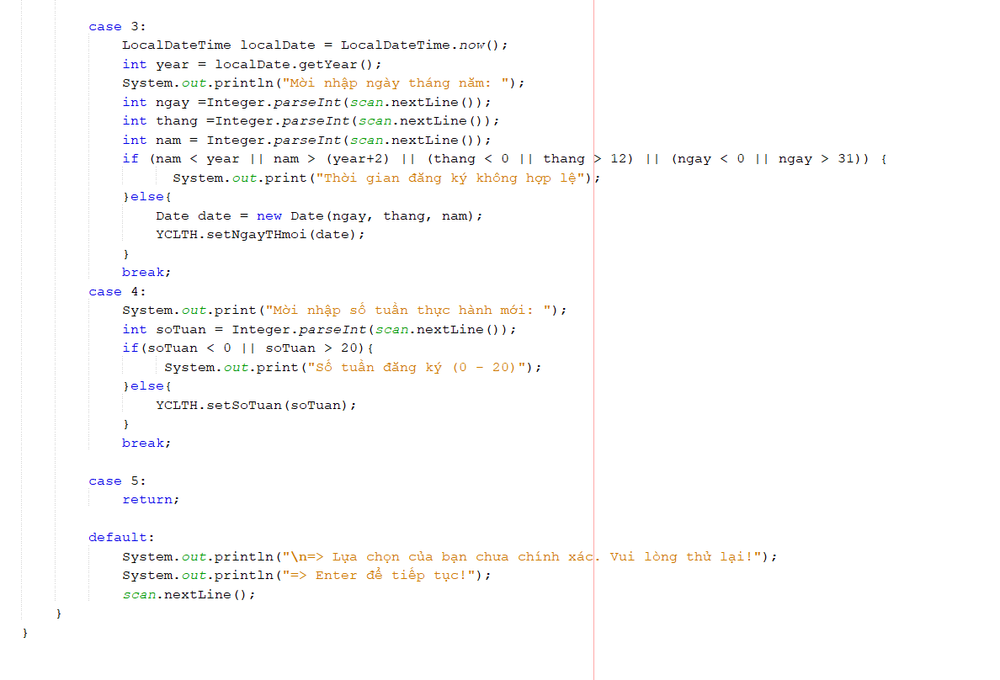 case 3:
LocalDateTime localDate = LocalDateTime.now();
int year = localDate.getYear();
System.out.println("Mời nhập ngày tháng năm: ");
int ngay =Integer.parseInt(scan.nextLine());
int thang =Integer.parseInt(scan.nextLine());
int nam = Integer.parseInt(scan.nextLine());
if (nam < year || nam > (year+2) || (thang < 0 || thang > 12) || (ngay < 0 || ngay > 31)) {
System.out.print("Thời gian đăng ký không hợp lệ");
}else{
Date date = new Date(ngay, thang, nam);
YCLTH.setNgayTHmoi(date);
}
break;
case 4:
System.out.print("Mời nhập số tuần thực hành mới: ");
int soTuan = Integer.parseInt(scan.nextLine());
if(soTuan < 0 || soTuan > 20){
System.out.print("Số tuần đăng ký (0 - 20)");
}else{
YCLTH.setSoTuan(soTuan);
}
break;
case 5:
return;
default:
System.out.println("\n=> Lựa chọn của bạn chưa chính xác. Vui lòng thử lại!");
System.out.println("=> Enter để tiếp tục!");
scan.nextLine();
}
}